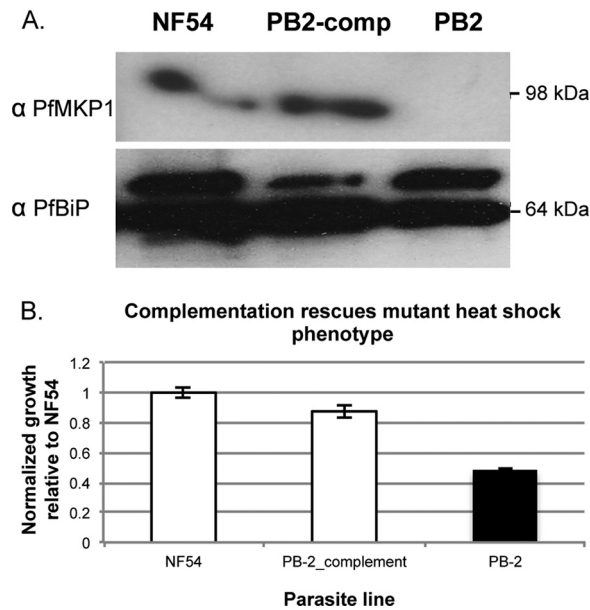 A.
NF54 PB2-comp PB2
α PfMKP1
98 kDa
α PfBiP
64 kDa
B.
Complementation rescues mutant heat shock
phenotype
Normalized growth
relative to NF54
1.2
1
0.8
0.6
0.4
0.2
0
NF54 PB-2_complement PB-2
Parasite line